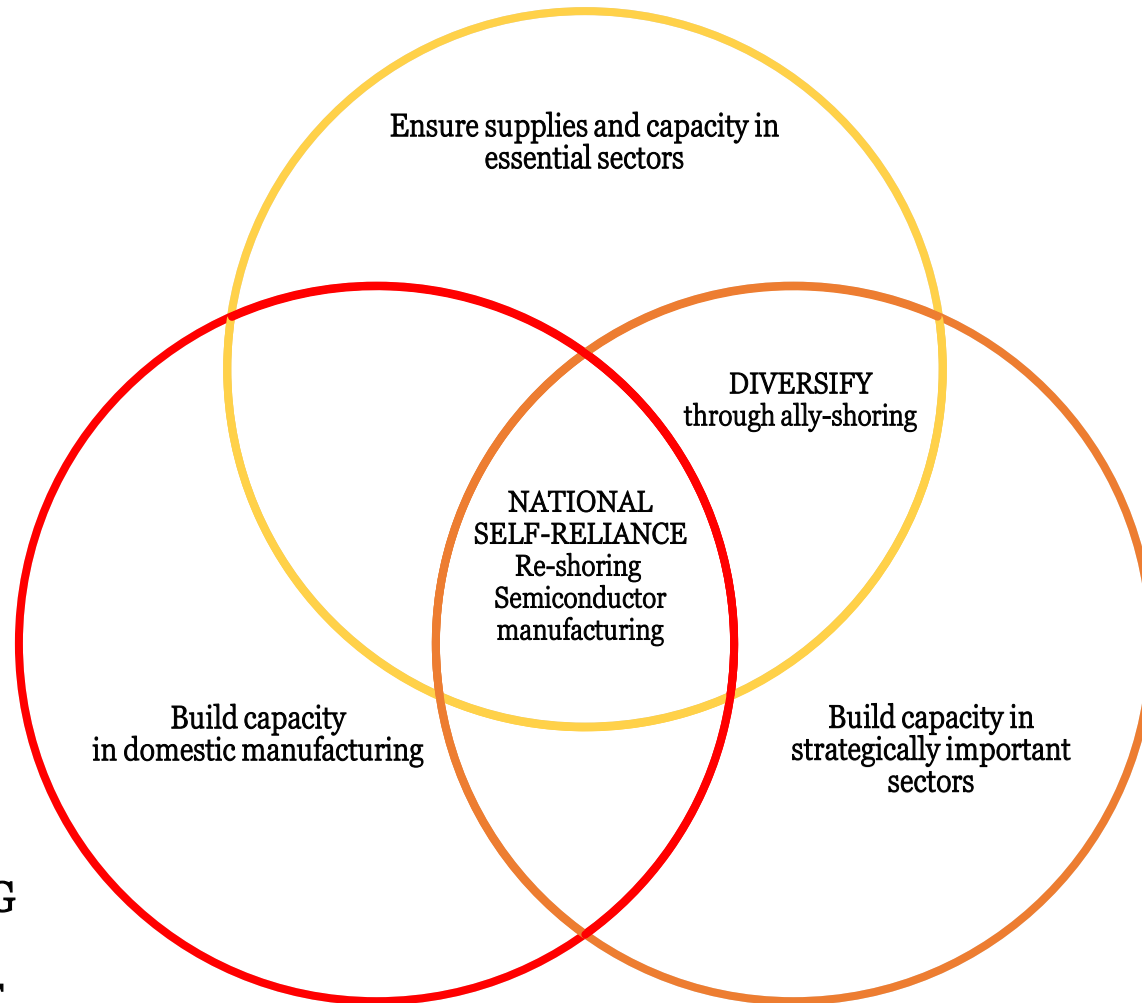 Ensure supplies and capacity in
essential sectors
DIVERSIFY
through ally-shoring
NATIONAL
SELF-RELIANCE
Re-shoring
Semiconductor
manufacturing
Build capacity
in domestic manufacturing
Build capacity in
strategically important
sectors
G